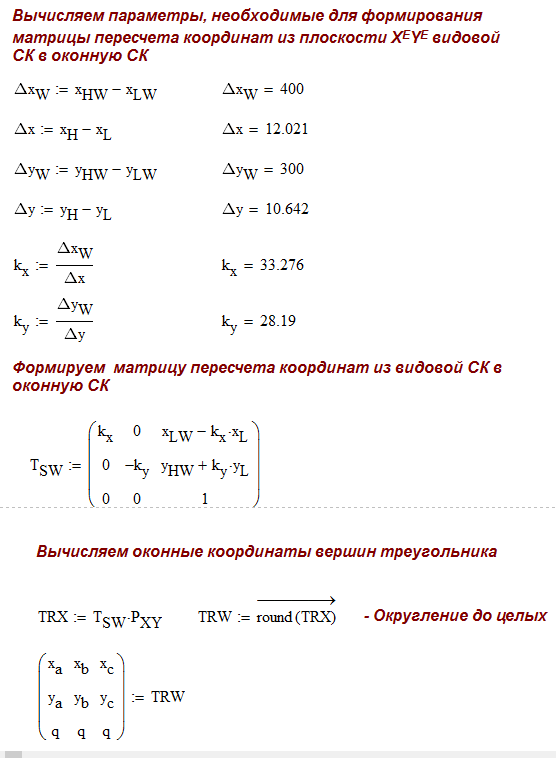 Вычисляем параметры, необходимые для формирования
матрицы пересчета координат из плоскости XᴱYᴱ видовой
СК в оконную СК
Δx_W := x_HW − x_LW    Δx_W = 400
Δx := x_H − x_L    Δx = 12.021
Δy_W := y_HW − y_LW    Δy_W = 300
Δy := y_H − y_L    Δy = 10.642
k_x := Δx_W / Δx    k_x = 33.276
k_y := Δy_W / Δy    k_y = 28.19
Формируем матрицу пересчета координат из видовой СК в
оконную СК
k_x 0 x_LW − k_x·x_L
T_SW := 0 −k_y y_HW + k_y·y_L
0 0 1
Вычисляем оконные координаты вершин треугольника
TRX := T_SW·P_XY    TRW := round(TRX)    - Округление до целых
x_a x_b x_c
y_a y_b y_c := TRW
q q q